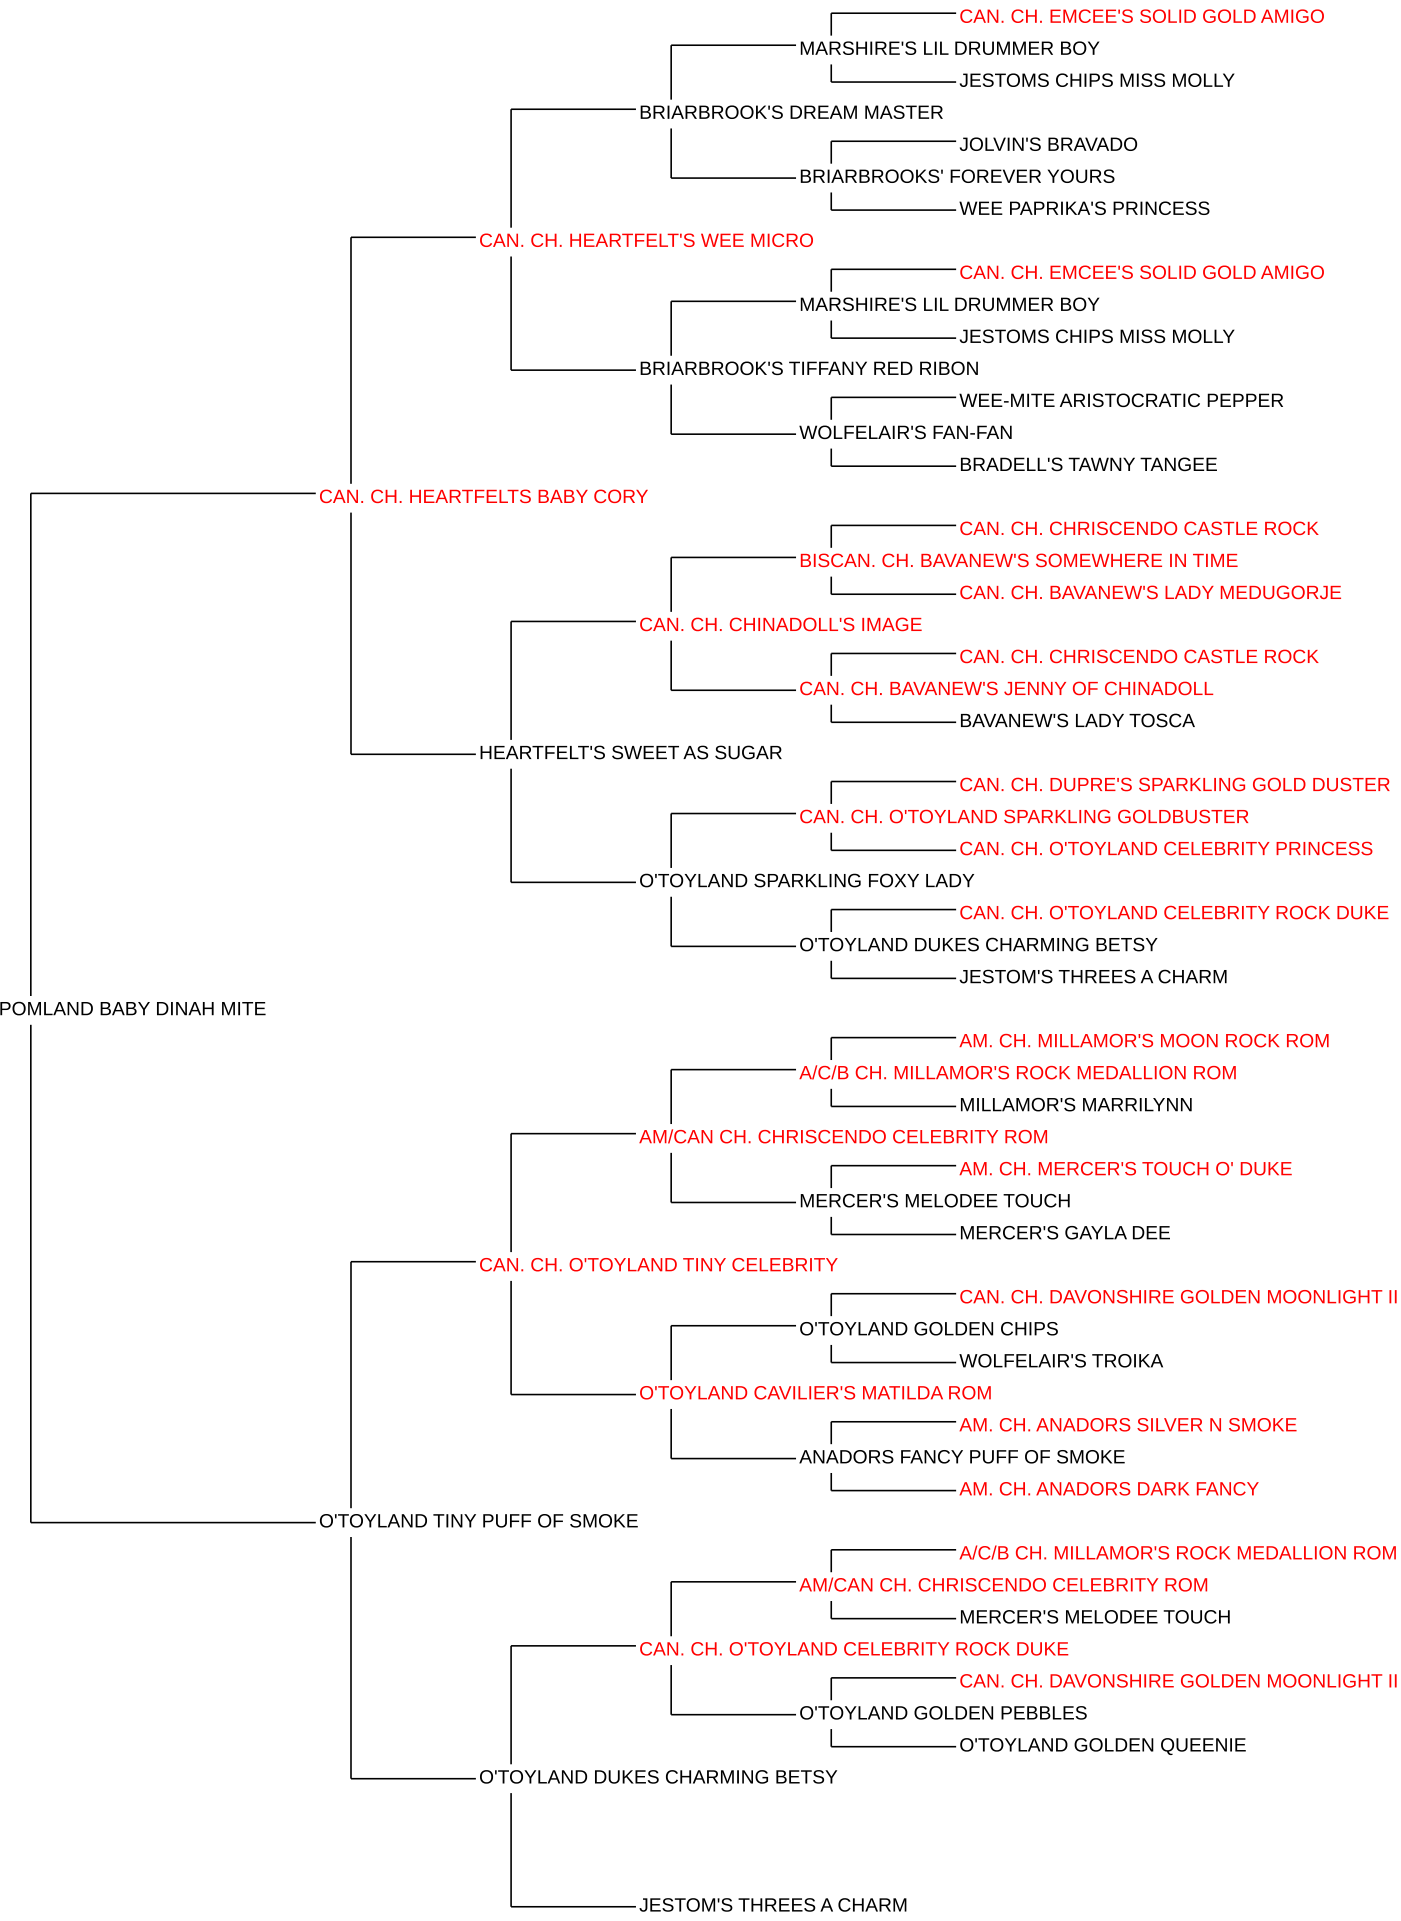 CAN. CH. EMCEE'S SOLID GOLD AMIGO
MARSHIRE'S LIL DRUMMER BOY
JESTOMS CHIPS MISS MOLLY
BRIARBROOK'S DREAM MASTER
JOLVIN'S BRAVADO
BRIARBROOKS' FOREVER YOURS
WEE PAPRIKA'S PRINCESS
CAN. CH. HEARTFELT'S WEE MICRO
CAN. CH. EMCEE'S SOLID GOLD AMIGO
MARSHIRE'S LIL DRUMMER BOY
JESTOMS CHIPS MISS MOLLY
BRIARBROOK'S TIFFANY RED RIBON
WEE-MITE ARISTOCRATIC PEPPER
WOLFELAIR'S FAN-FAN
BRADELL'S TAWNY TANGEE
CAN. CH. HEARTFELTS BABY CORY
CAN. CH. CHRISCENDO CASTLE ROCK
BISCAN. CH. BAVANEW'S SOMEWHERE IN TIME
CAN. CH. BAVANEW'S LADY MEDUGORJE
CAN. CH. CHINADOLL'S IMAGE
CAN. CH. CHRISCENDO CASTLE ROCK
CAN. CH. BAVANEW'S JENNY OF CHINADOLL
BAVANEW'S LADY TOSCA
HEARTFELT'S SWEET AS SUGAR
CAN. CH. DUPRE'S SPARKLING GOLD DUSTER
CAN. CH. O'TOYLAND SPARKLING GOLDBUSTER
CAN. CH. O'TOYLAND CELEBRITY PRINCESS
O'TOYLAND SPARKLING FOXY LADY
CAN. CH. O'TOYLAND CELEBRITY ROCK DUKE
O'TOYLAND DUKES CHARMING BETSY
JESTOM'S THREES A CHARM
POMLAND BABY DINAH MITE
AM. CH. MILLAMOR'S MOON ROCK ROM
A/C/B CH. MILLAMOR'S ROCK MEDALLION ROM
MILLAMOR'S MARRILYNN
AM/CAN CH. CHRISCENDO CELEBRITY ROM
AM. CH. MERCER'S TOUCH O' DUKE
MERCER'S MELODEE TOUCH
MERCER'S GAYLA DEE
CAN. CH. O'TOYLAND TINY CELEBRITY
CAN. CH. DAVONSHIRE GOLDEN MOONLIGHT II
O'TOYLAND GOLDEN CHIPS
WOLFELAIR'S TROIKA
O'TOYLAND CAVILIER'S MATILDA ROM
AM. CH. ANADORS SILVER N SMOKE
ANADORS FANCY PUFF OF SMOKE
AM. CH. ANADORS DARK FANCY
O'TOYLAND TINY PUFF OF SMOKE
A/C/B CH. MILLAMOR'S ROCK MEDALLION ROM
AM/CAN CH. CHRISCENDO CELEBRITY ROM
MERCER'S MELODEE TOUCH
CAN. CH. O'TOYLAND CELEBRITY ROCK DUKE
CAN. CH. DAVONSHIRE GOLDEN MOONLIGHT II
O'TOYLAND GOLDEN PEBBLES
O'TOYLAND GOLDEN QUEENIE
O'TOYLAND DUKES CHARMING BETSY
JESTOM'S THREES A CHARM